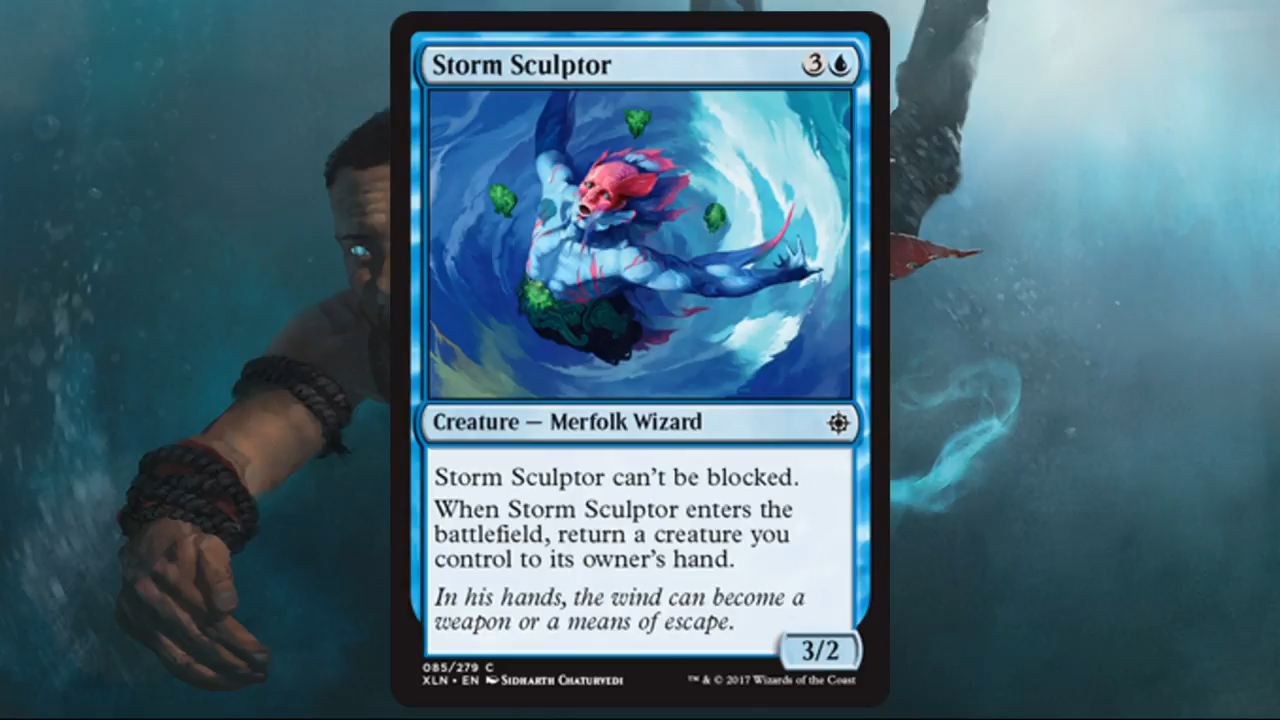 Storm Sculptor 3
Creature — Merfolk Wizard
Storm Sculptor can't be blocked.
When Storm Sculptor enters the
battlefield, return a creature you
control to its owner's hand.
In his hands, the wind can become a
weapon or a means of escape.
3/2
085/279 C
XLN • EN Sidharth Chaturvedi
™ & © 2017 Wizards of the Coast